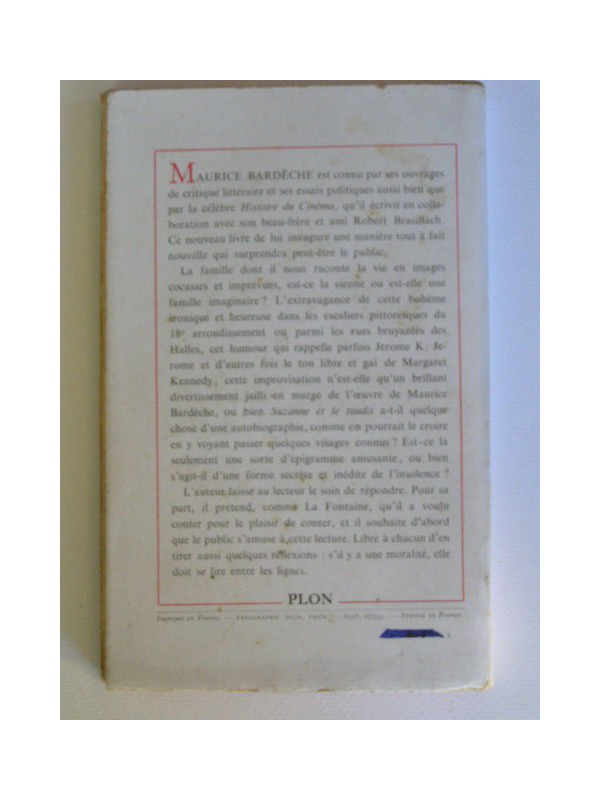 MAURICE BARDÈCHE est connu par ses ouvrages
de critique littéraire et ses essais politiques aussi bien que
par la célèbre Histoire du Cinéma, qu'il écrivit en colla-
boration avec son beau-frère et ami Robert Brasillach.
Ce nouveau livre de lui inaugure une manière tout à fait
nouvelle qui surprendra peut-être le public.
La famille dont il nous raconte la vie en images
cocasses et imprévues, est-ce la sienne ou est-elle une
famille imaginaire ? L'extravagance de cette bohème
ironique et heureuse dans les escaliers pittoresques du
18e arrondissement ou parmi les rues bruyantes des
Halles, cet humour qui rappelle parfois Jerome K. Je-
rome et d'autres fois le ton libre et gai de Margaret
Kennedy, cette improvisation n'est-elle qu'un brillant
divertissement jailli en marge de l'œuvre de Maurice
Bardèche, ou bien Suzanne et le taudis a-t-il quelque
chose d'une autobiographie, comme on pourrait le croire
en y voyant passer quelques visages connus ? Est-ce là
seulement une sorte d'épigramme amusante, ou bien
s'agit-il d'une forme secrète et inédite de l'insolence ?
L'auteur laisse au lecteur le soin de répondre. Pour sa
part, il prétend, comme La Fontaine, qu'il a voulu
conter pour le plaisir de conter, et il souhaite d'abord
que le public s'amuse à cette lecture. Libre à chacun d'en
tirer aussi quelques réflexions : s'il y a une moralité, elle
doit se lire entre les lignes.
PLON
Imprimé en France. — TYPOGRAPHIE PLON, PARIS. — 1957. — Printed in France.